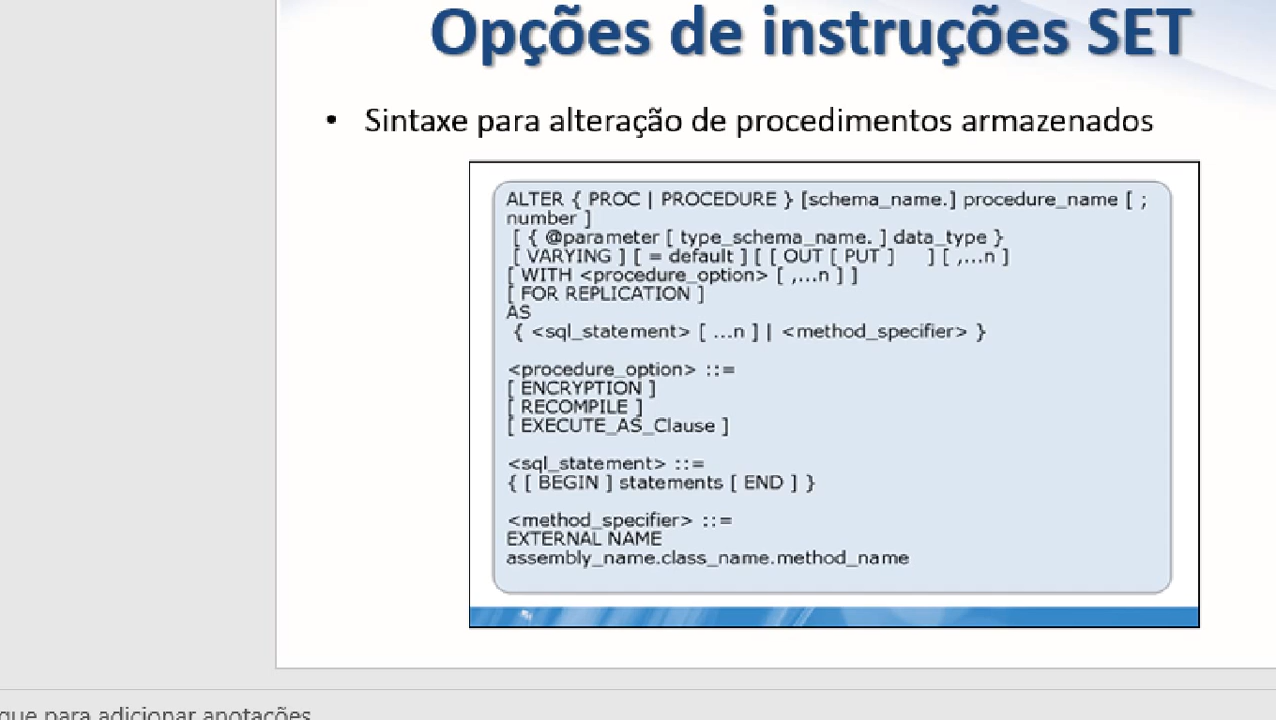 Opções de instruções SET
• Sintaxe para alteração de procedimentos armazenados
ALTER { PROC | PROCEDURE } [schema_name.] procedure_name [ ;
number ]
[ { @parameter [ type_schema_name. ] data_type }
[ VARYING ] [ = default ] [ [ OUT [ PUT ] ] [ ,...n ]
[ WITH <procedure_option> [ ,...n ] ]
[ FOR REPLICATION ]
AS
{ <sql_statement> [ ...n ] | <method_specifier> }
<procedure_option> ::=
[ ENCRYPTION ]
[ RECOMPILE ]
[ EXECUTE_AS_Clause ]
<sql_statement> ::=
{ [ BEGIN ] statements [ END ] }
<method_specifier> ::=
EXTERNAL NAME
assembly_name.class_name.method_name
que para adicionar anotações